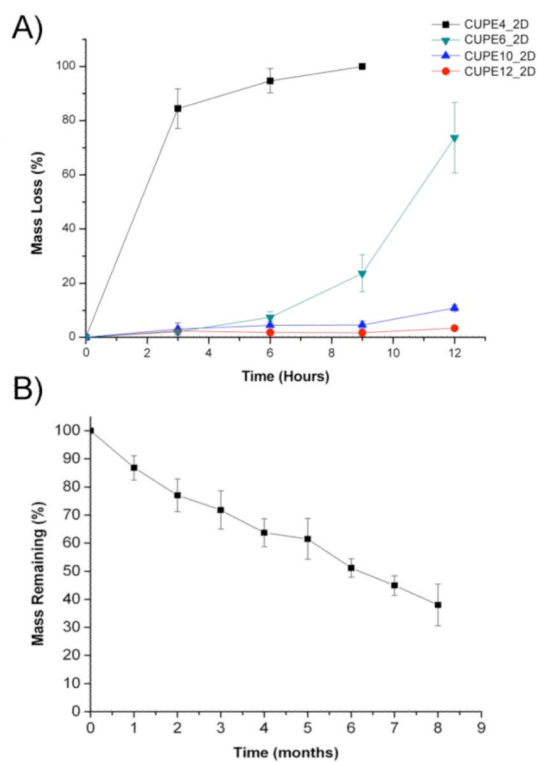 A)
CUPE4_2D
CUPE6_2D
CUPE10_2D
CUPE12_2D
100
80
60
40
20
0
Mass Loss (%)
0 2 4 6 8 10 12
Time (Hours)
B)
100
90
80
70
60
50
40
30
20
10
0
Mass Remaining (%)
0 1 2 3 4 5 6 7 8 9
Time (months)